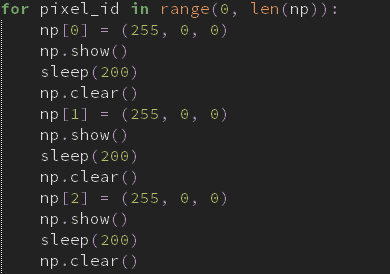 for pixel_id in range(0, len(np)):
    np[0] = (255, 0, 0)
    np.show()
    sleep(200)
    np.clear()
    np[1] = (255, 0, 0)
    np.show()
    sleep(200)
    np.clear()
    np[2] = (255, 0, 0)
    np.show()
    sleep(200)
    np.clear()